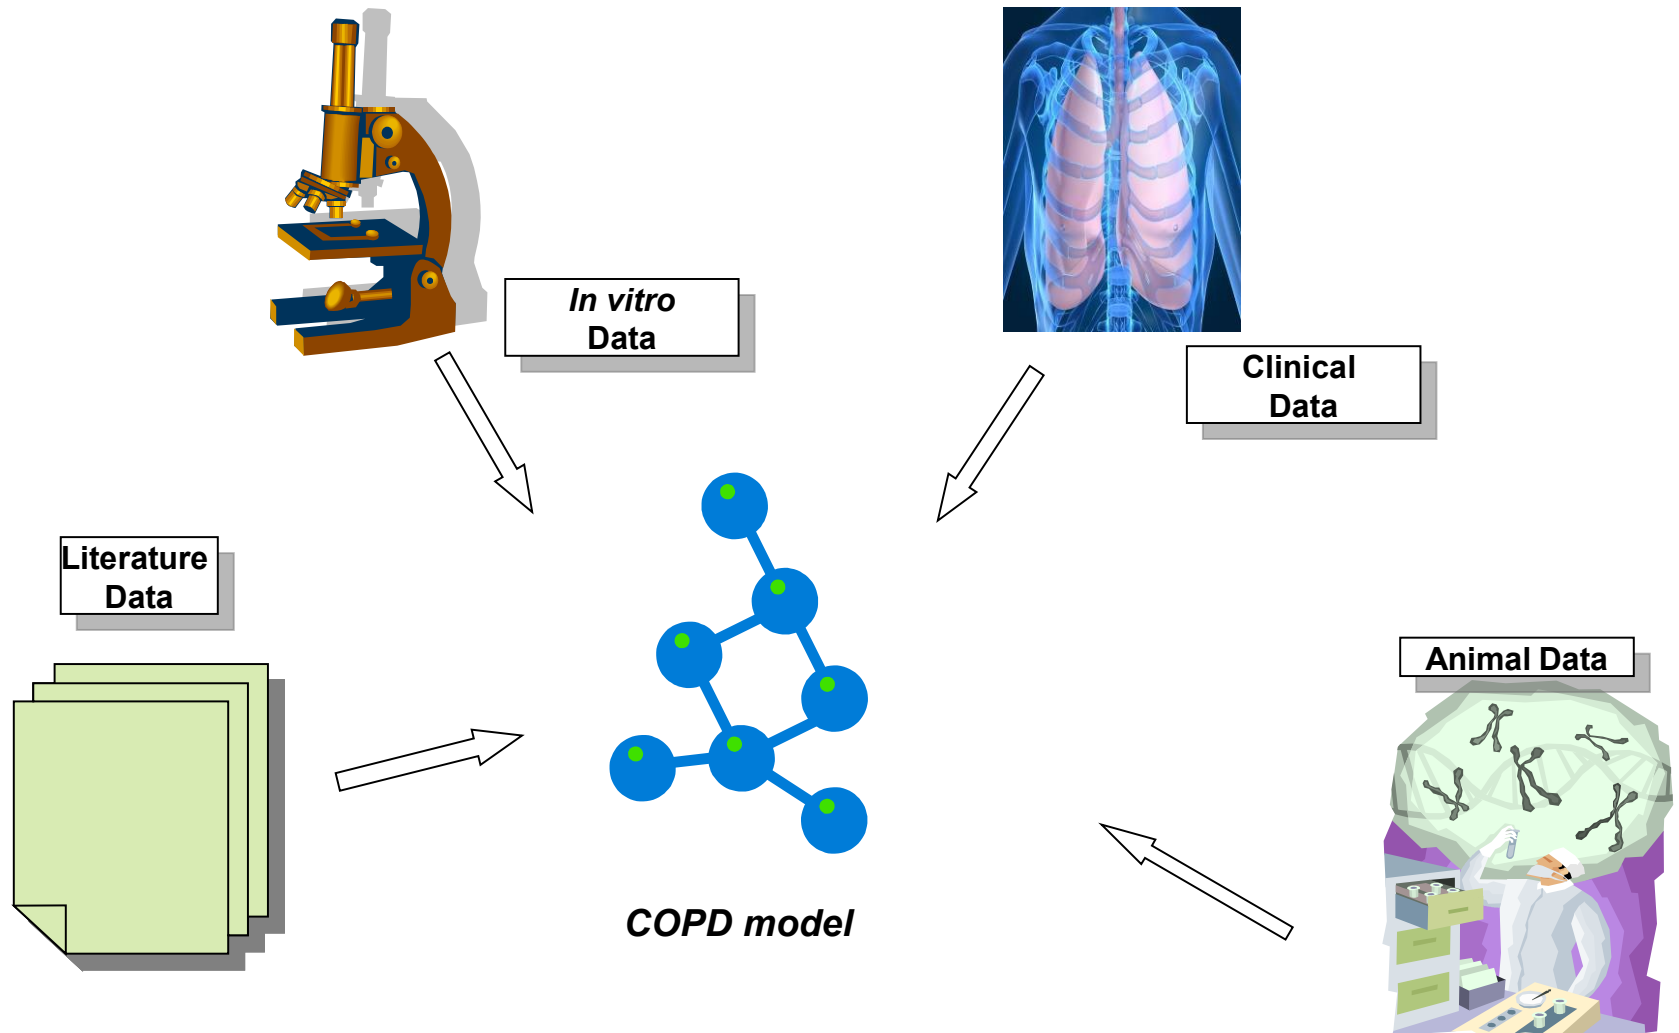 In vitro
Data
Clinical
Data
Literature
Data
Animal Data
COPD model